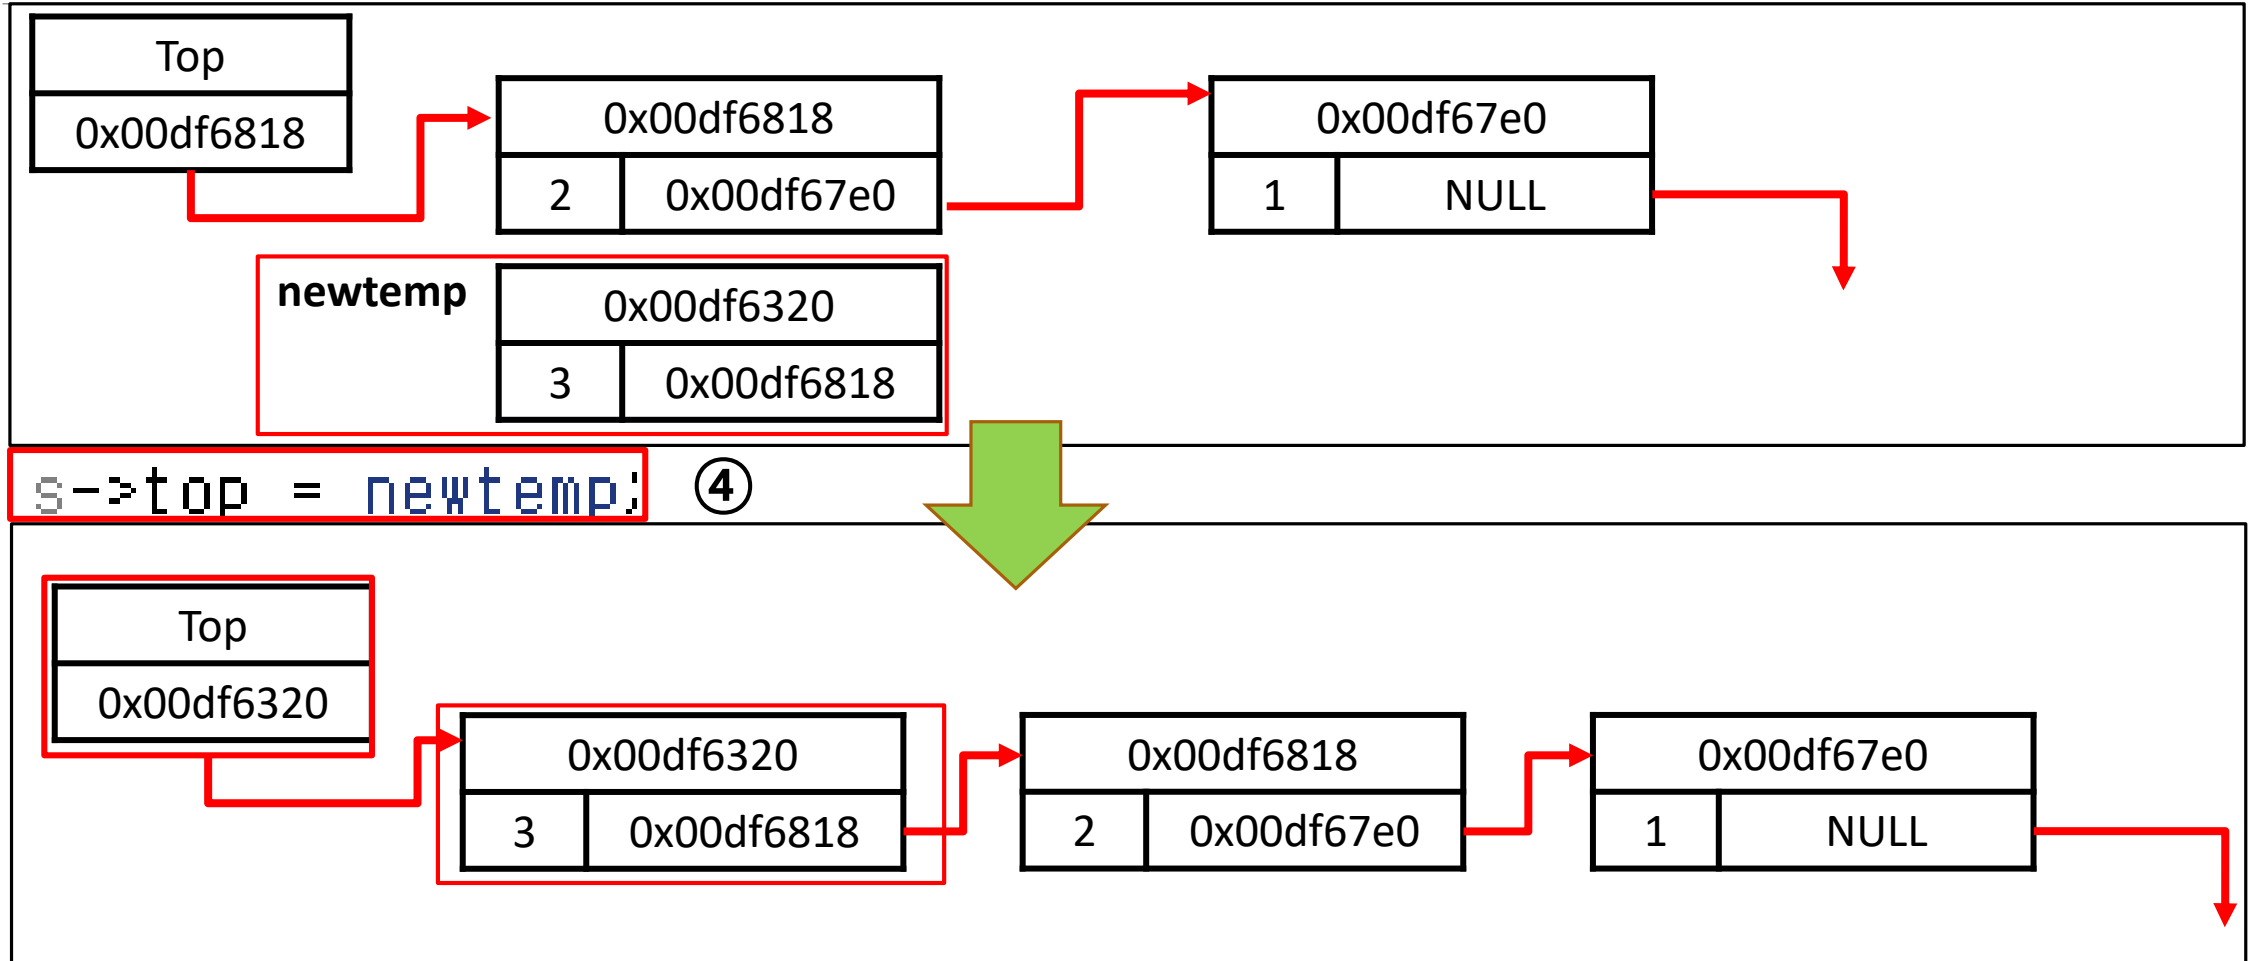 Top
0x00df6818
0x00df6818
2 0x00df67e0
0x00df67e0
1 NULL
newtemp
0x00df6320
3 0x00df6818
s->top = newtemp; ④
Top
0x00df6320
0x00df6320
3 0x00df6818
0x00df6818
2 0x00df67e0
0x00df67e0
1 NULL